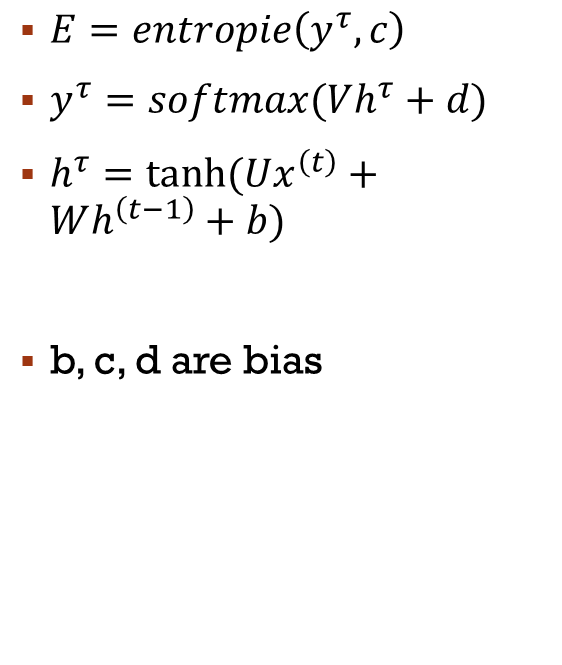 ▪ E = entropie(y^τ, c)
▪ y^τ = softmax(Vh^τ + d)
▪ h^τ = tanh(Ux^(t) +
Wh^(t−1) + b)
▪ b, c, d are bias